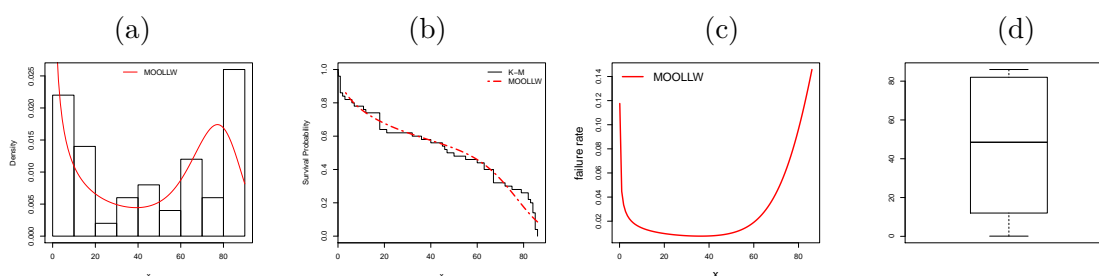 (a) (b) (c) (d)
MOOLLW
Density
0.000 0.005 0.010 0.015 0.020 0.025
0 20 40 60 80
K−M
MOOLLW
Survival Probability
0.0 0.2 0.4 0.6 0.8 1.0
0 20 40 60 80
MOOLLW
failure rate
0.02 0.04 0.06 0.08 0.10 0.12 0.14
0 20 40 60 80
x
0 20 40 60 80